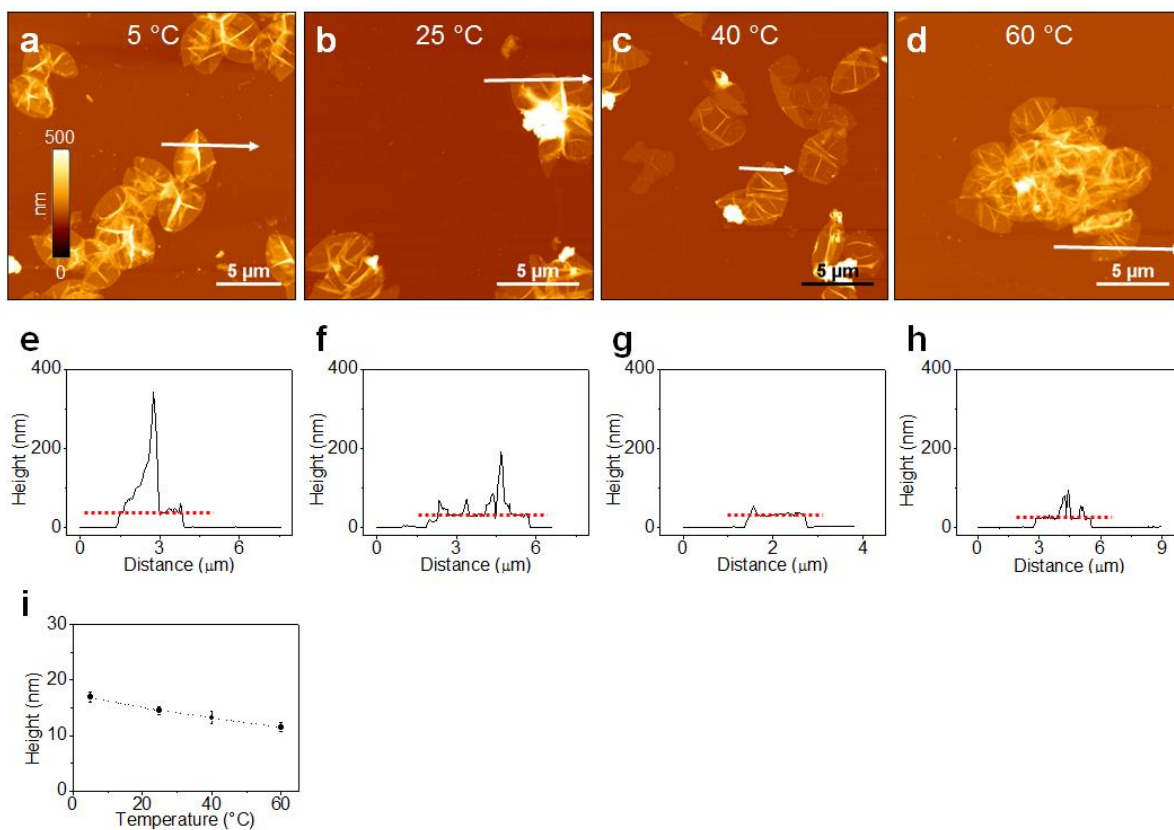 a 5 °C
b 25 °C
c 40 °C
d 60 °C
500
nm
0
5 µm
5 µm
5 µm
5 µm
e
400
200
0
Height (nm)
0 3 6
Distance (µm)
f
400
200
0
Height (nm)
0 3 6
Distance (µm)
g
400
200
0
Height (nm)
0 2 4
Distance (µm)
h
400
200
0
Height (nm)
0 3 6 9
Distance (µm)
i
30
20
10
0
Height (nm)
0 20 40 60
Temperature (°C)